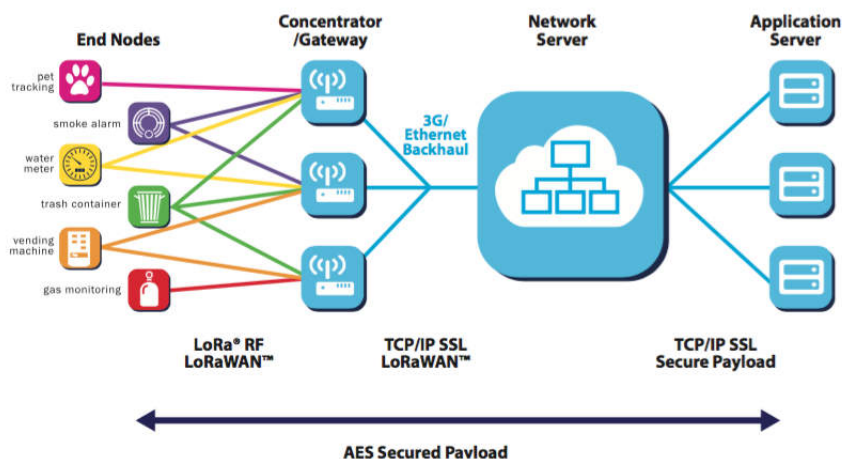 End Nodes
Concentrator
/Gateway
Network
Server
Application
Server
pet
tracking
smoke alarm
water
meter
trash container
vending
machine
gas monitoring
3G/
Ethernet
Backhaul
LoRa® RF
LoRaWAN™
TCP/IP SSL
LoRaWAN™
TCP/IP SSL
Secure Payload
AES Secured Payload